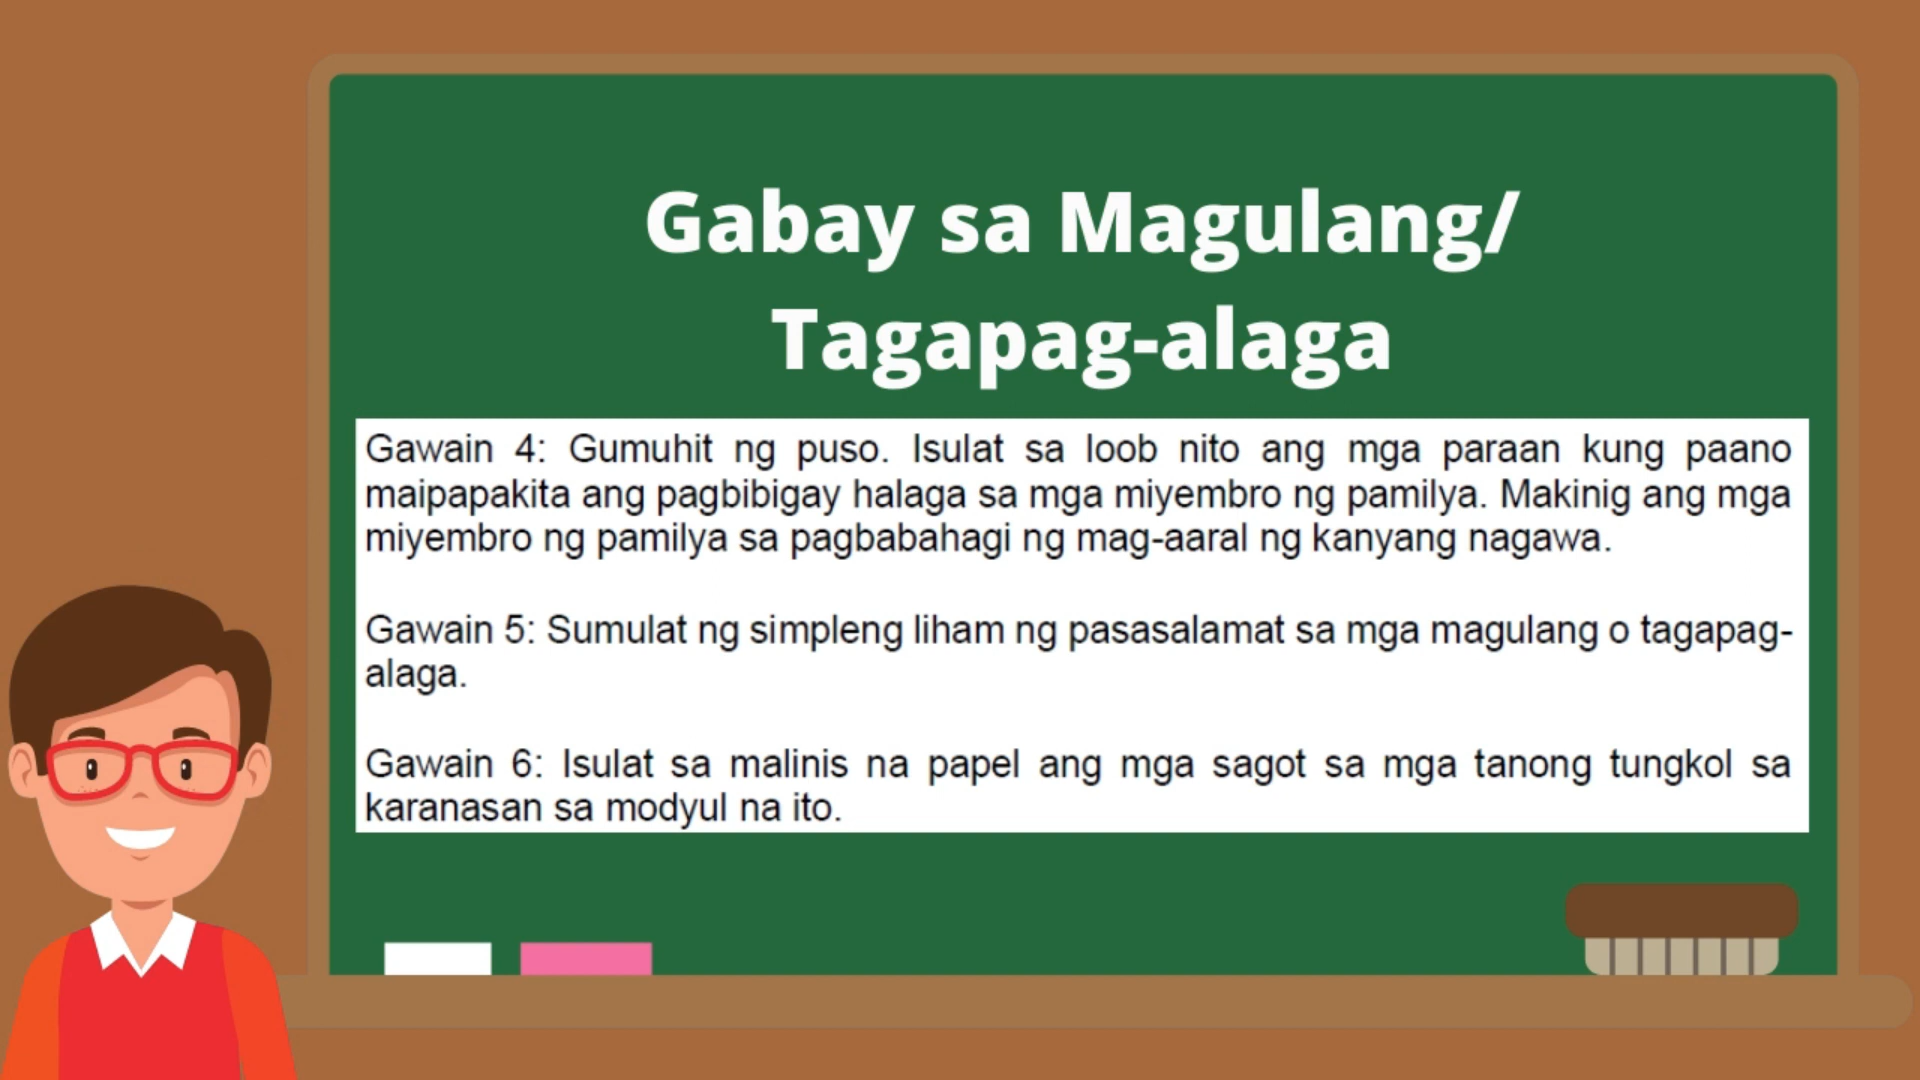 Gabay sa Magulang/
Tagapag-alaga
Gawain 4: Gumuhit ng puso. Isulat sa loob nito ang mga paraan kung paano
maipapakita ang pagbibigay halaga sa mga miyembro ng pamilya. Makinig ang mga
miyembro ng pamilya sa pagbabahagi ng mag-aaral ng kanyang nagawa.
Gawain 5: Sumulat ng simpleng liham ng pasasalamat sa mga magulang o tagapag-
alaga.
Gawain 6: Isulat sa malinis na papel ang mga sagot sa mga tanong tungkol sa
karanasan sa modyul na ito.